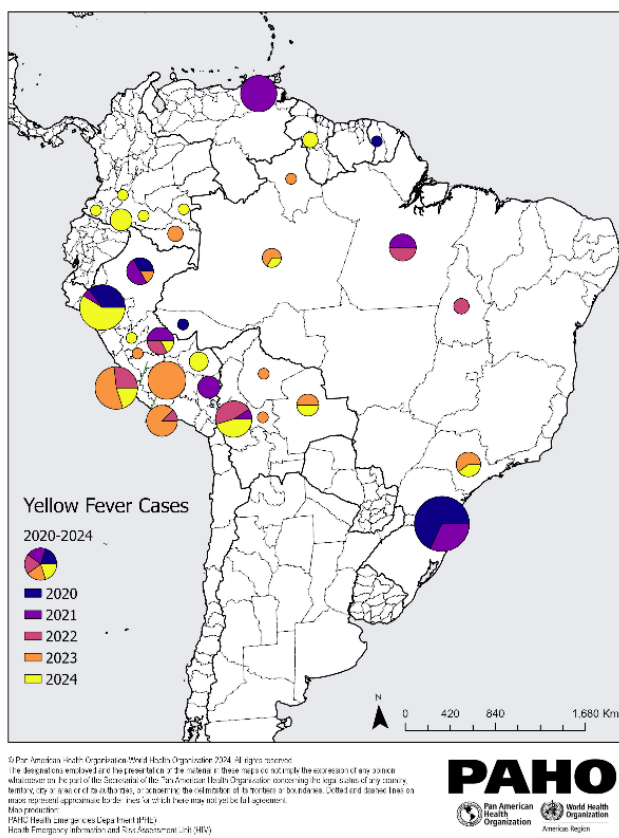 Yellow Fever Cases
2020-2024
2020
2021
2022
2023
2024
N
0 420 840 1,680 Km
© Pan American Health Organization-World Health Organization 2024. All rights reserved.
The designations employed and the presentation of the material in these maps do not imply the expression of any opinion
whatsoever on the part of the Secretariat of the Pan American Health Organization concerning the legal status of any country,
territory, city or area or of its authorities, or concerning the delimitation of its frontiers or boundaries. Dotted and dashed lines on
maps represent approximate border lines for which there may not yet be full agreement.
Map production:
PAHO Health Emergencies Department (PHE)
Health Emergency Information and Risk Assessment Unit (HIM)
PAHO
Pan American
Health
Organization
World Health
Organization
Americas Region